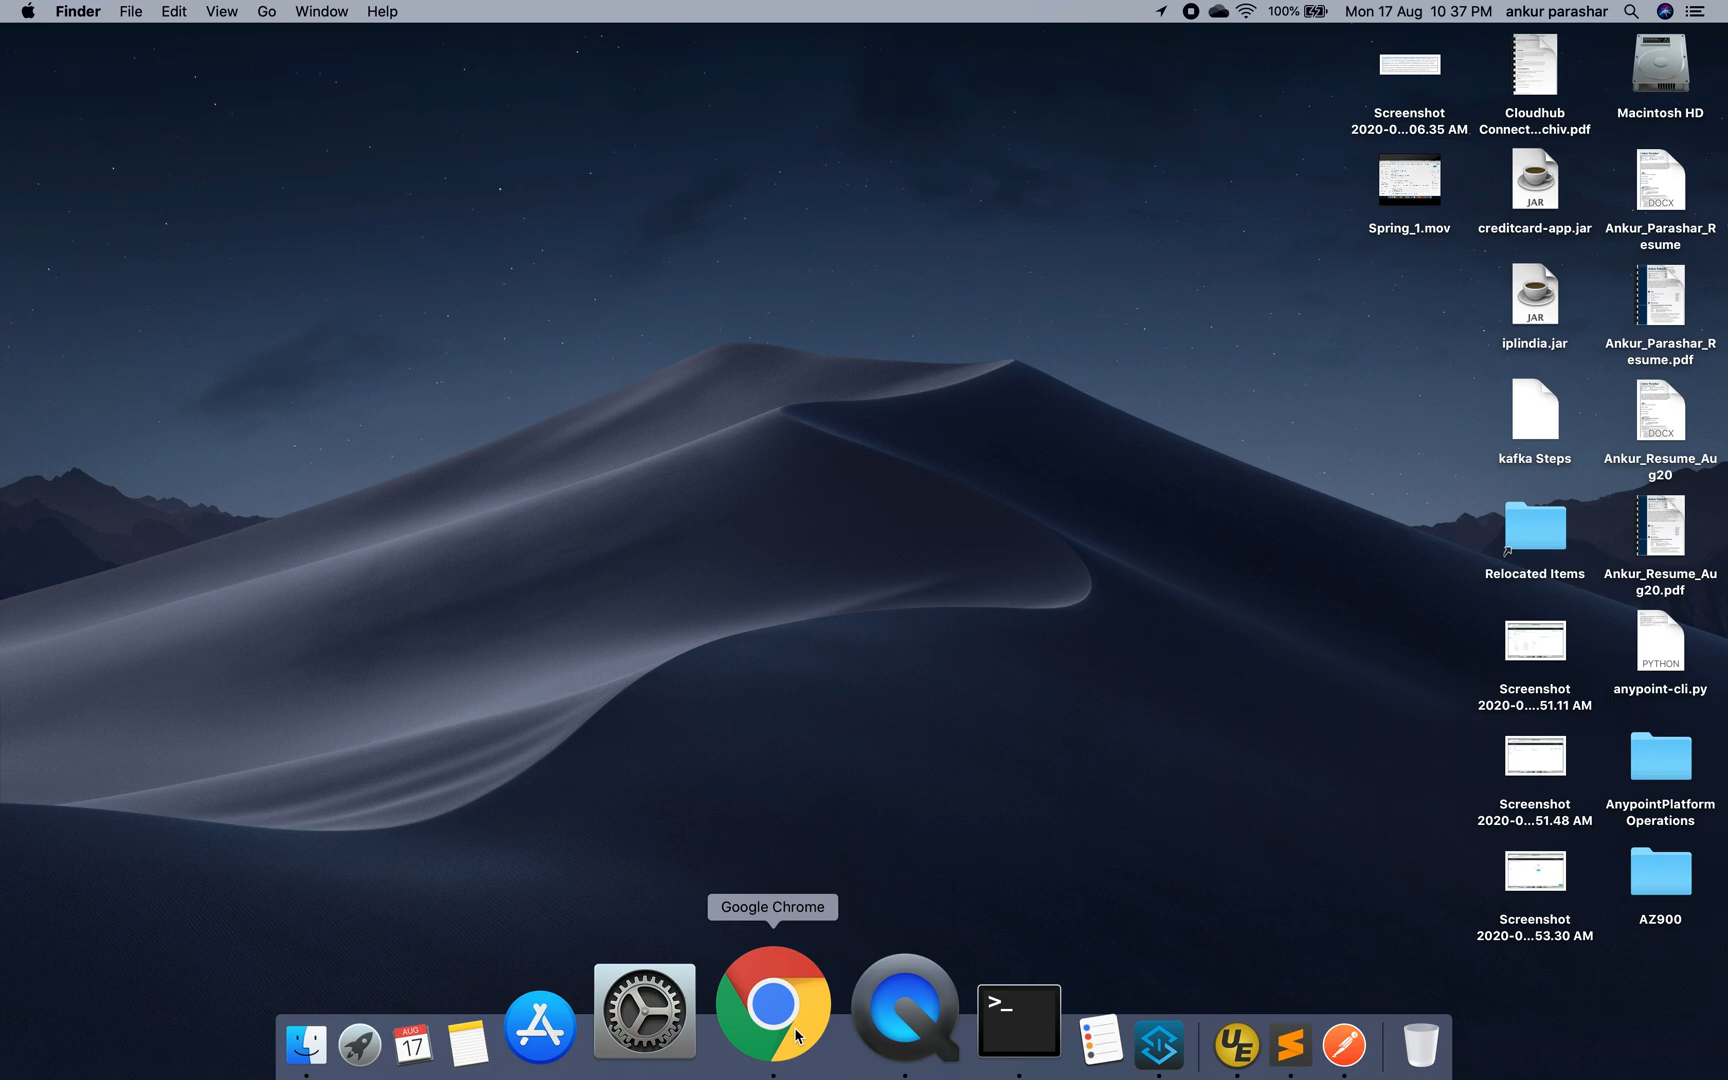 Finder File Edit View Go Window Help 100% Mon 17 Aug 10 37 PM ankur parashar
Screenshot
2020-0...06.35 AM
Cloudhub
Connect...chiv.pdf
Macintosh HD
Spring_1.mov
JAR
creditcard-app.jar
DOCX
Ankur_Parashar_R
esume
JAR
iplindia.jar
Ankur_Parashar_R
esume.pdf
kafka Steps
DOCX
Ankur_Resume_Au
g20
Relocated Items
Ankur_Resume_Au
g20.pdf
Screenshot
2020-0....51.11 AM
PYTHON
anypoint-cli.py
Screenshot
2020-0...51.48 AM
AnypointPlatform
Operations
Screenshot
2020-0...53.30 AM
AZ900
Google Chrome
AUG
17
>_
UE